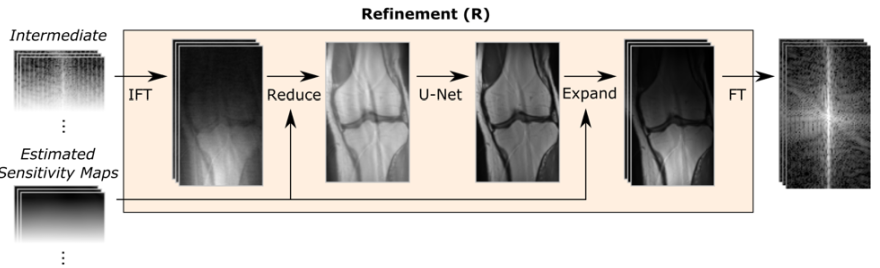 Refinement (R)
Intermediate
IFT
Reduce
U-Net
Expand
FT
⋮
Estimated
Sensitivity Maps
⋮